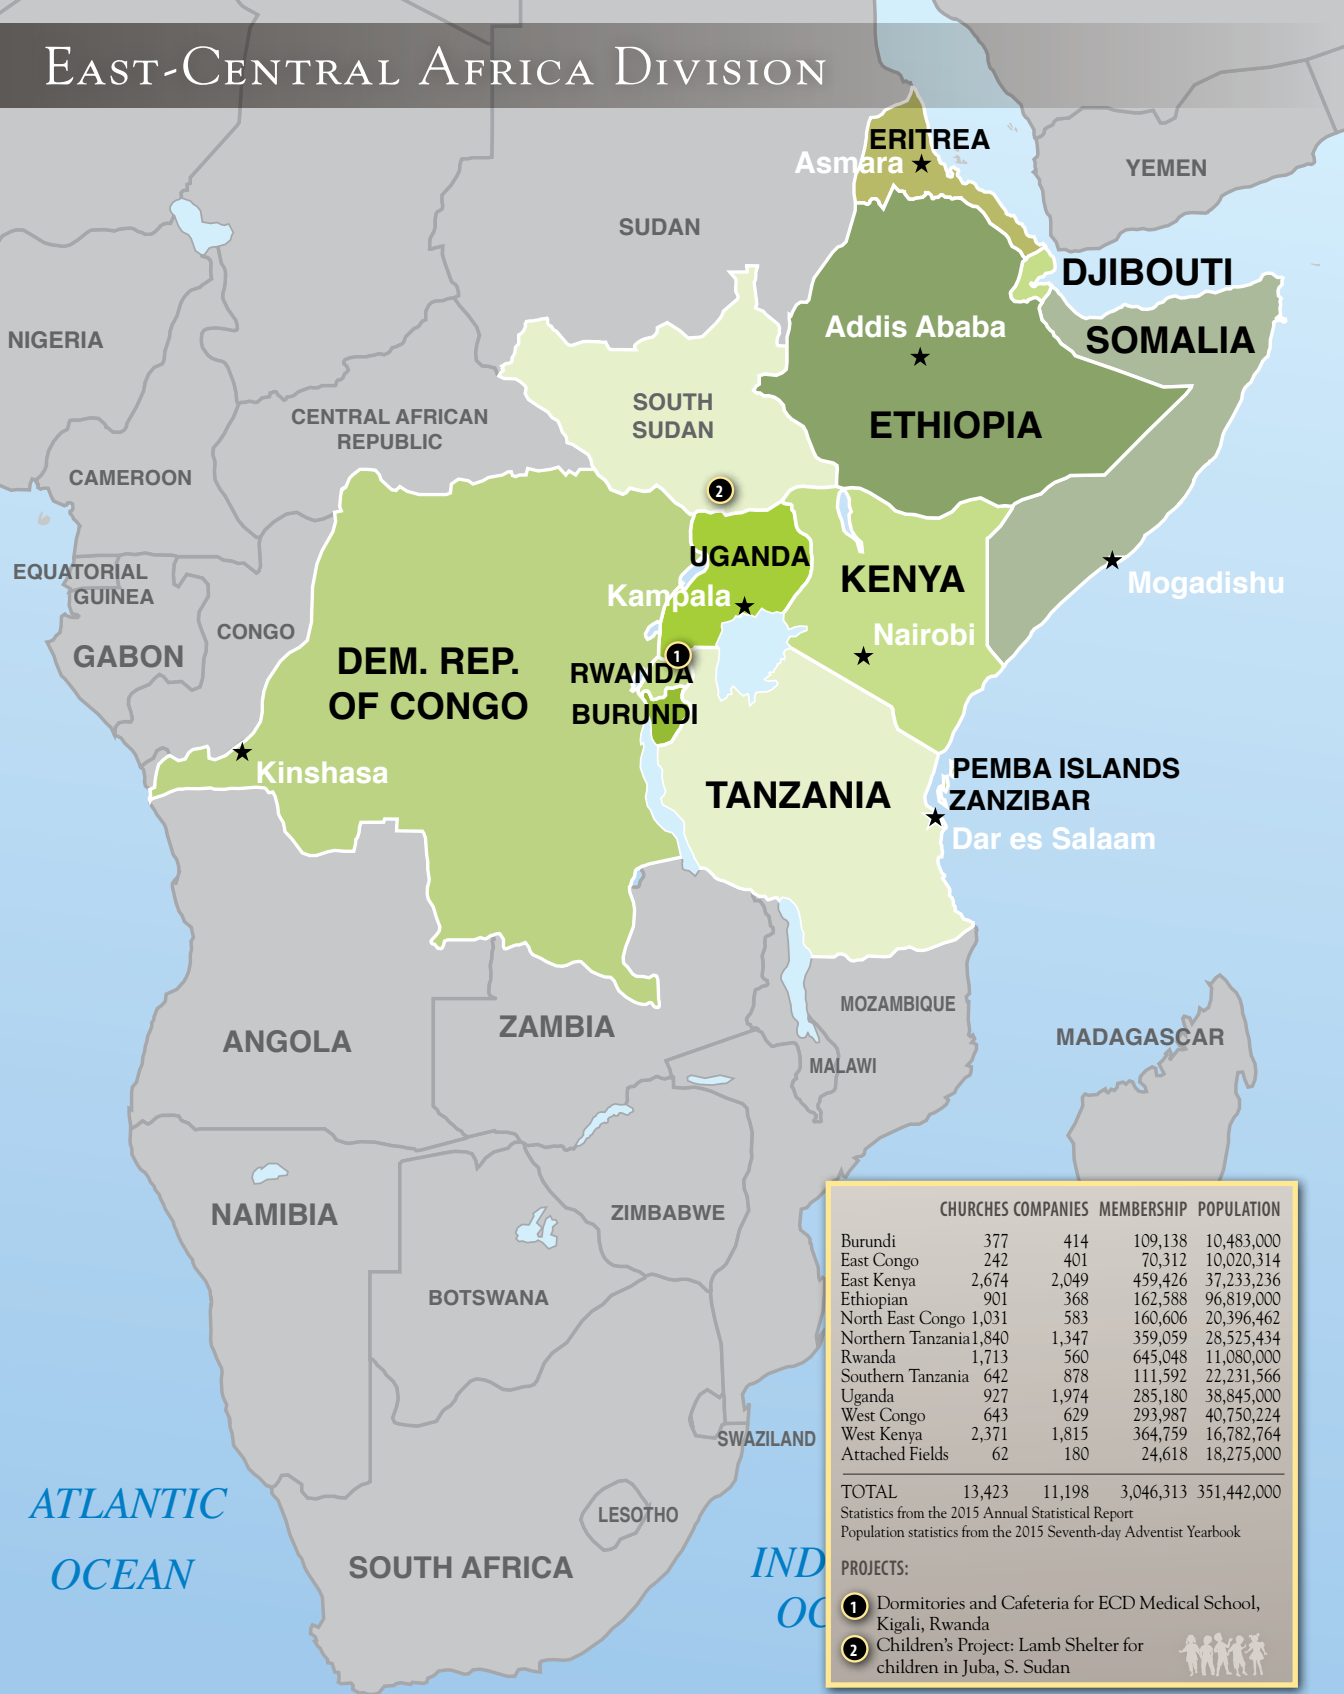 EAST-CENTRAL AFRICA DIVISION
ERITREA
Asmara
YEMEN
SUDAN
DJIBOUTI
NIGERIA
Addis Ababa
SOMALIA
SOUTH
SUDAN
CENTRAL AFRICAN
REPUBLIC
ETHIOPIA
CAMEROON
2
UGANDA
EQUATORIAL
GUINEA
KENYA
Mogadishu
Kampala
CONGO
Nairobi
GABON
DEM. REP.
OF CONGO
1
RWANDA
BURUNDI
Kinshasa
TANZANIA
PEMBA ISLANDS
ZANZIBAR
Dar es Salaam
MOZAMBIQUE
ANGOLA
ZAMBIA
MADAGASCAR
MALAWI
NAMIBIA
ZIMBABWE
BOTSWANA
SWAZILAND
ATLANTIC
OCEAN
LESOTHO
SOUTH AFRICA
IND
OC
CHURCHES COMPANIES MEMBERSHIP POPULATION
Burundi 377 414 109,138 10,483,000
East Congo 242 401 70,312 10,020,314
East Kenya 2,674 2,049 459,426 37,233,236
Ethiopian 901 368 162,588 96,819,000
North East Congo 1,031 583 160,606 20,396,462
Northern Tanzania 1,840 1,347 359,059 28,525,434
Rwanda 1,713 560 645,048 11,080,000
Southern Tanzania 642 878 111,592 22,231,566
Uganda 927 1,974 285,180 38,845,000
West Congo 643 629 293,987 40,750,224
West Kenya 2,371 1,815 364,759 16,782,764
Attached Fields 62 180 24,618 18,275,000
TOTAL 13,423 11,198 3,046,313 351,442,000
Statistics from the 2015 Annual Statistical Report
Population statistics from the 2015 Seventh-day Adventist Yearbook
PROJECTS:
1 Dormitories and Cafeteria for ECD Medical School,
Kigali, Rwanda
2 Children's Project: Lamb Shelter for
children in Juba, S. Sudan